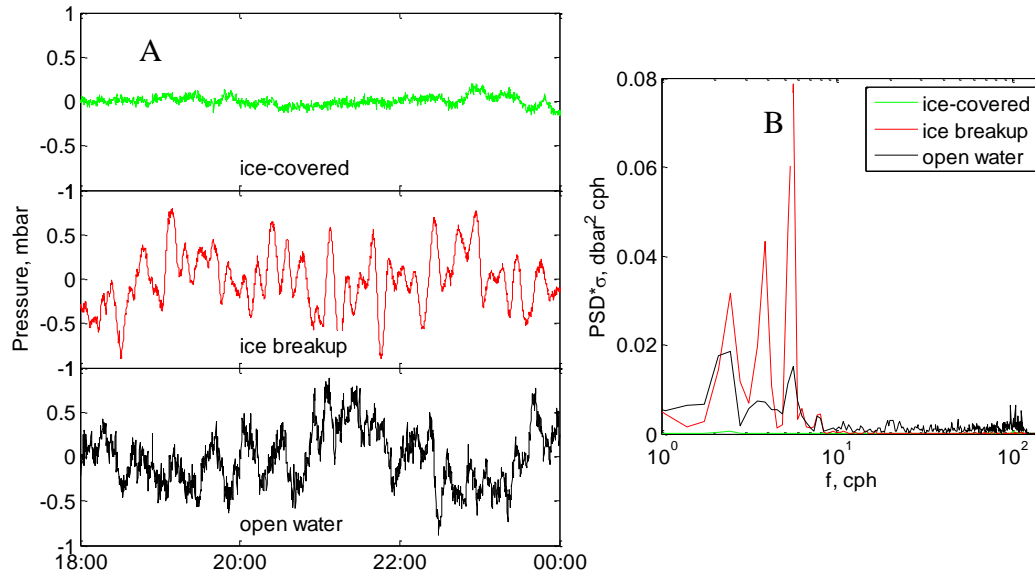 A
1
0.5
0
-0.5
-1
ice-covered
0.5
0
-0.5
-1
ice breakup
0.5
0
-0.5
-1
open water
Pressure, mbar
18:00 20:00 22:00 00:00
B
0.08
0.06
0.04
0.02
0
PSD*σ, dbar² cph
ice-covered
ice breakup
open water
10⁰ 10¹ 10²
f, cph